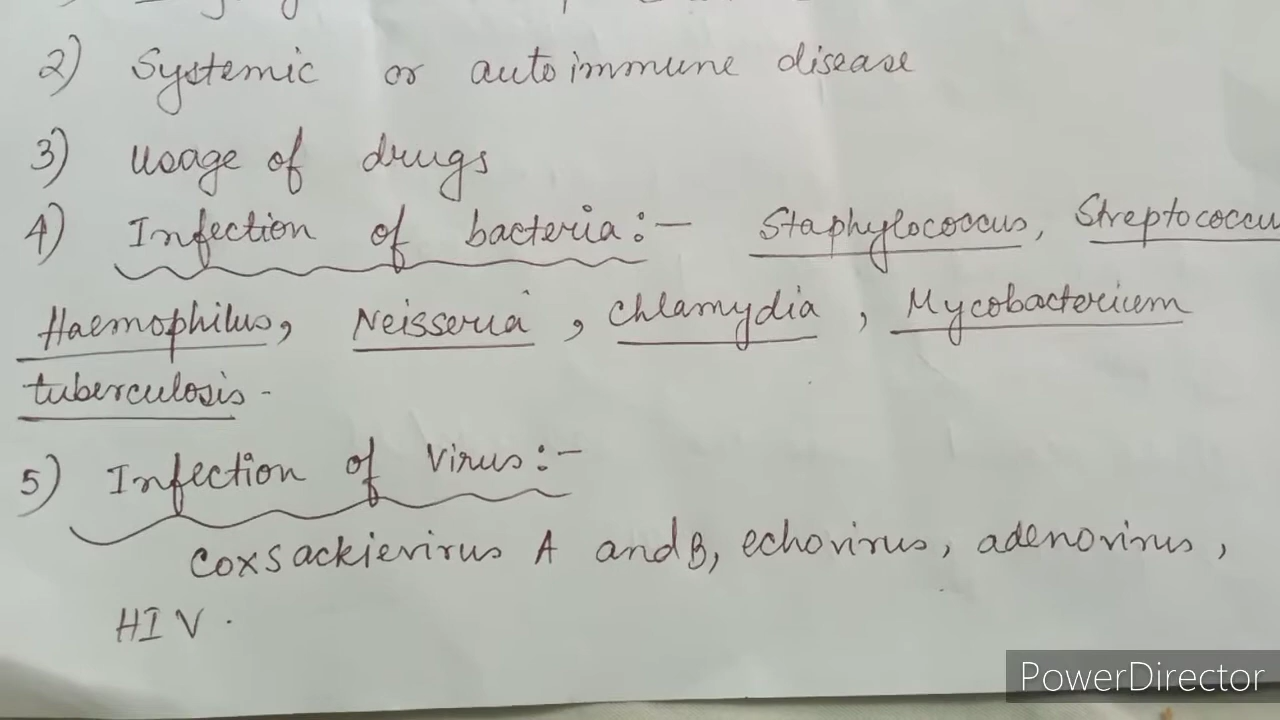 2) Systemic or autoimmune disease
3) Usage of drugs
4) Infection of bacteria:- Staphylococcus, Streptococcu
Haemophilus, Neisseria, Chlamydia, Mycobacterium
tuberculosis-
5) Infection of Virus:-
Coxsackievirus A and B, echovirus, adenovirus,
HIV.
PowerDirector